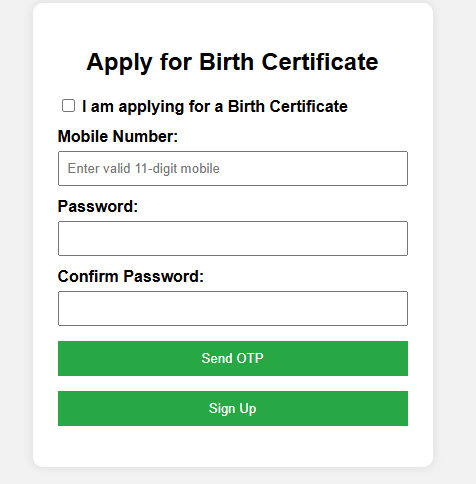 Apply for Birth Certificate
I am applying for a Birth Certificate
Mobile Number:
Enter valid 11-digit mobile
Password:
Confirm Password:
Send OTP
Sign Up